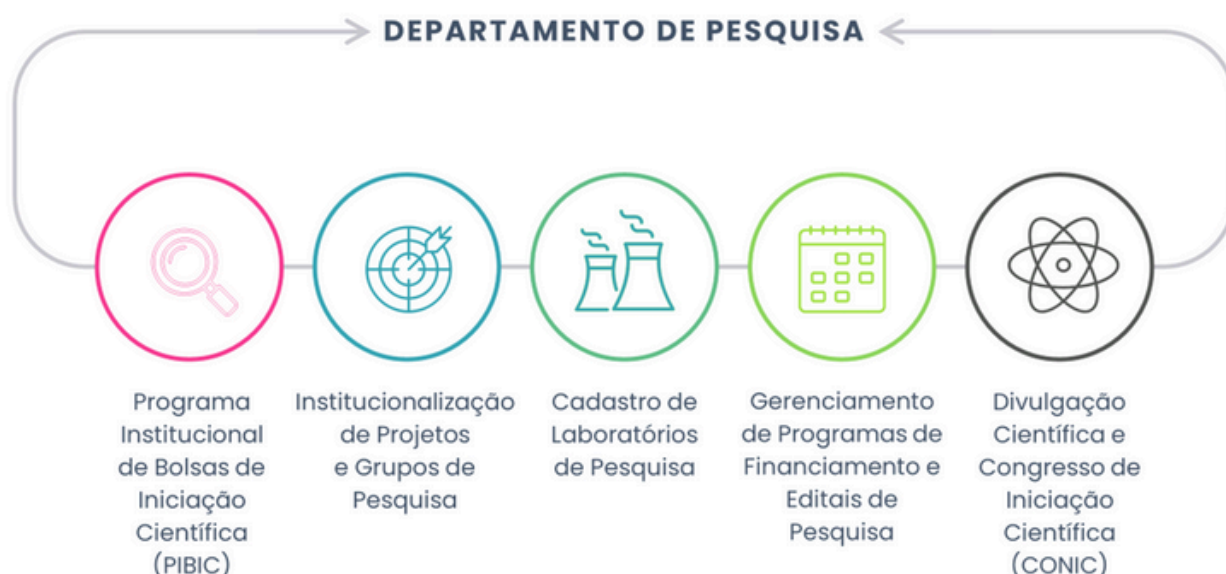 DEPARTAMENTO DE PESQUISA
Programa
Institucional
de Bolsas de
Iniciação
Científica
(PIBIC)
Institucionalização
de Projetos
e Grupos de
Pesquisa
Cadastro de
Laboratórios
de Pesquisa
Gerenciamento
de Programas de
Financiamento e
Editais de
Pesquisa
Divulgação
Científica e
Congresso de
Iniciação
Científica
(CONIC)